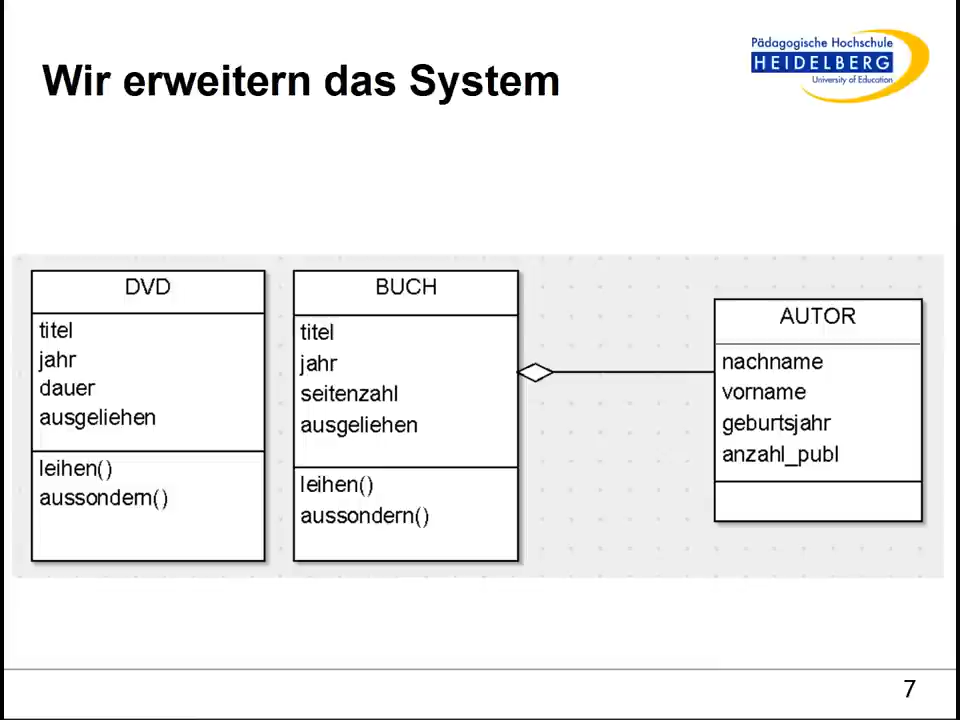 Wir erweitern das System
Pädagogische Hochschule
HEIDELBERG
University of Education
DVD
titel
jahr
dauer
ausgeliehen
leihen()
aussondern()
BUCH
titel
jahr
seitenzahl
ausgeliehen
leihen()
aussondern()
AUTOR
nachname
vorname
geburtsjahr
anzahl_publ
7